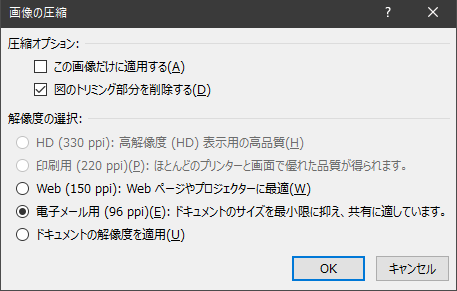 画像の圧縮
圧縮オプション:
この画像だけに適用する(A)
図のトリミング部分を削除する(D)
解像度の選択:
HD (330 ppi): 高解像度 (HD) 表示用の高品質(H)
印刷用 (220 ppi)(P): ほとんどのプリンターと画面で優れた品質が得られます。
Web (150 ppi): Web ページやプロジェクターに最適(W)
電子メール用 (96 ppi)(E): ドキュメントのサイズを最小限に抑え、共有に適しています。
ドキュメントの解像度を適用(U)
OK キャンセル